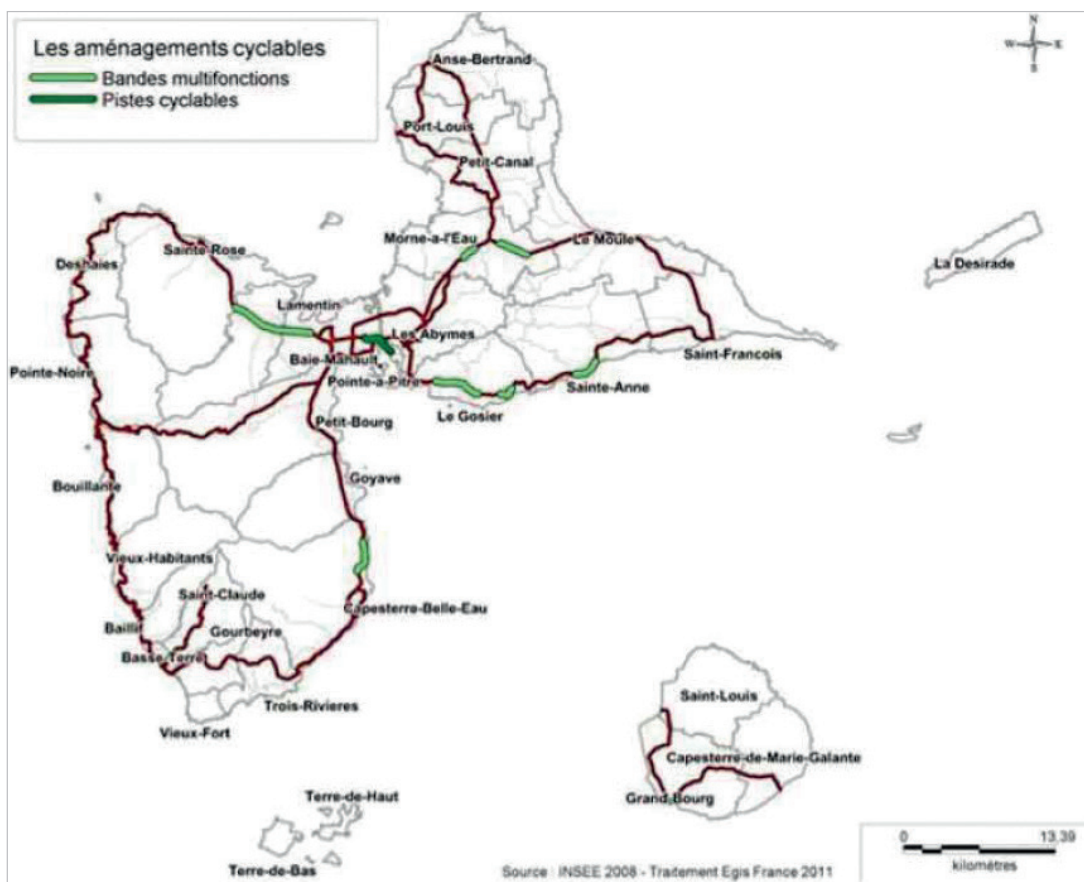 Les aménagements cyclables
Bandes multifonctions
Pistes cyclables
N
W E
S
Anse-Bertrand
Port-Louis
Petit-Canal
Morne-a-l'Eau
Le Moule
Sainte-Rose
Deshaies
La Desirade
Lamentin
Les Abymes
Baie-Mahault
Saint-Francois
Pointe-Noire
Pointe-a-Pitre
Sainte-Anne
Le Gosier
Petit-Bourg
Goyave
Bouillante
Vieux-Habitants
Saint-Claude
Capesterre-Belle-Eau
Baillif
Gourbeyre
Basse-Terre
Saint-Louis
Trois-Rivieres
Vieux-Fort
Capesterre-de-Marie-Galante
Grand-Bourg
Terre-de-Haut
Terre-de-Bas
0 13,39
kilomètres
Source : INSEE 2008 - Traitement Egis France 2011